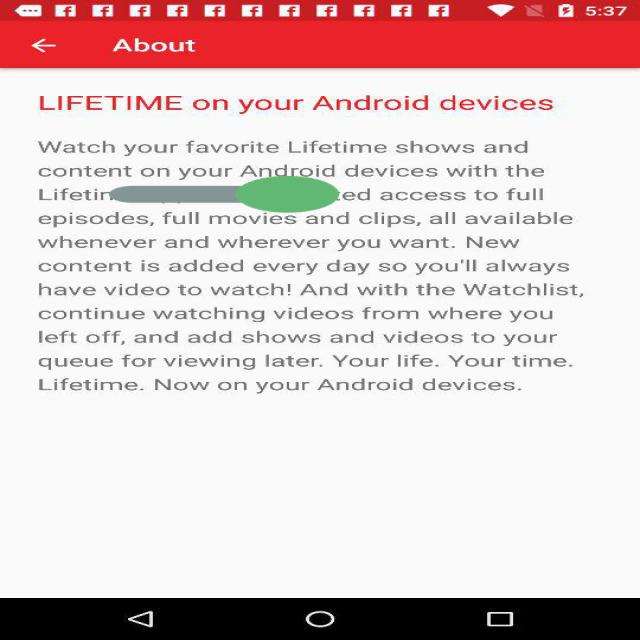 5:37
About
LIFETIME on your Android devices
Watch your favorite Lifetime shows and
content on your Android devices with the
access to full
episodes, full movies and clips, all available
whenever and wherever you want. New
content is added every day so you'll always
have video to watch! And with the Watchlist,
continue watching videos from where you
left off, and add shows and videos to your
queue for viewing later. Your life. Your time.
Lifetime. Now on your Android devices.